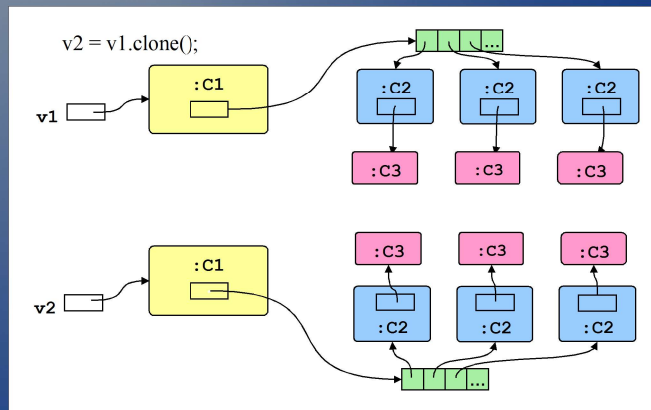 v2 = v1.clone();
...
:C1
:C2 :C2 :C2
v1
:C3 :C3 :C3
:C1
:C3 :C3 :C3
v2
:C2 :C2 :C2
...